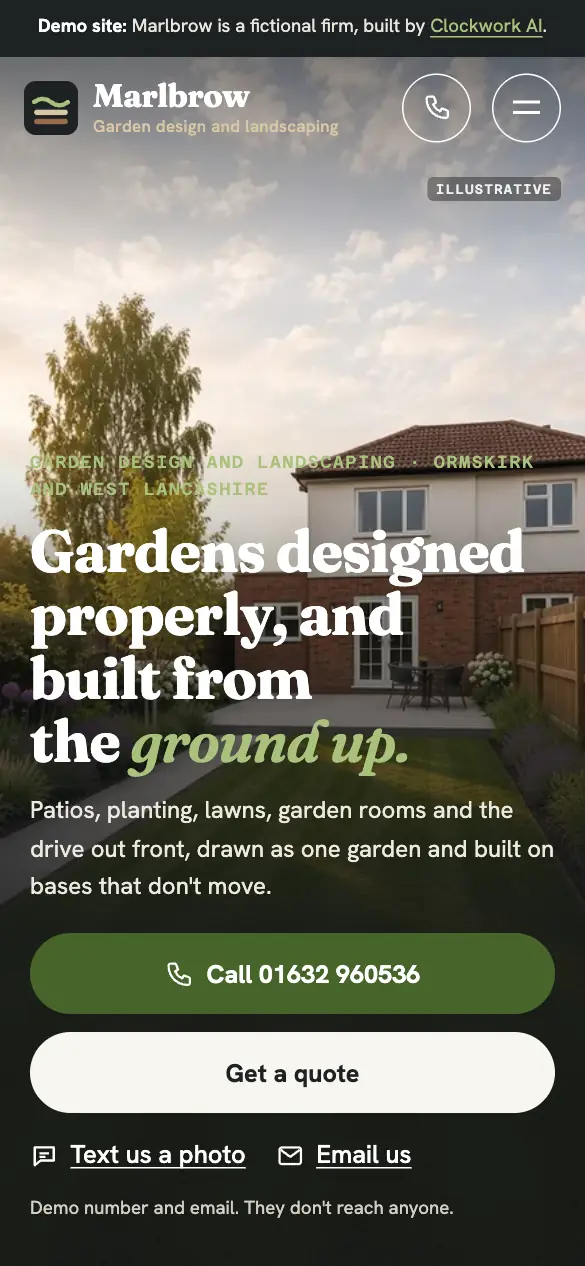 Demo site: Marlbrow is a fictional firm, built by Clockwork AI.
Marlbrow
Garden design and landscaping
ILLUSTRATIVE
GARDEN DESIGN AND LANDSCAPING · ORMSKIRK
AND WEST LANCASHIRE
Gardens designed
properly, and
built from
the ground up.
Patios, planting, lawns, garden rooms and the
drive out front, drawn as one garden and built on
bases that don't move.
Call 01632 960536
Get a quote
Text us a photo
Email us
Demo number and email. They don't reach anyone.